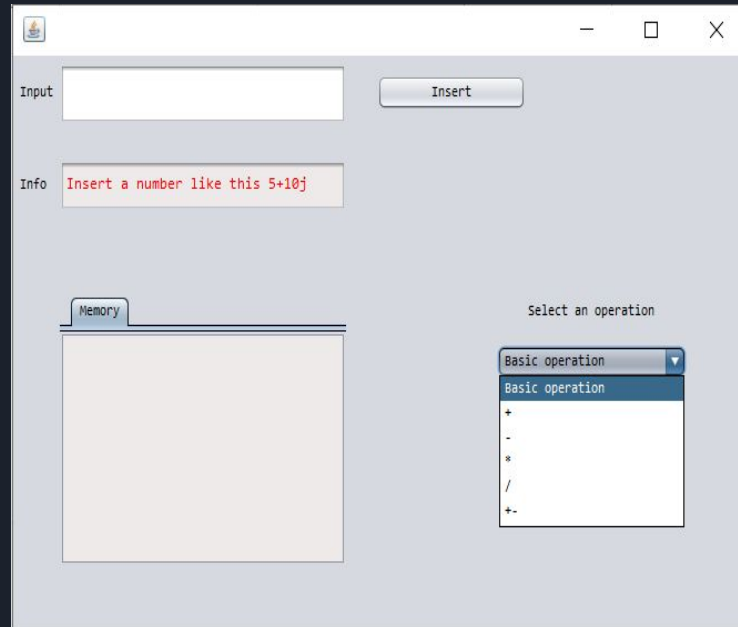 Input
Insert
Info
Insert a number like this 5+10j
Memory
Select an operation
Basic operation
Basic operation
+
-
*
/
+-